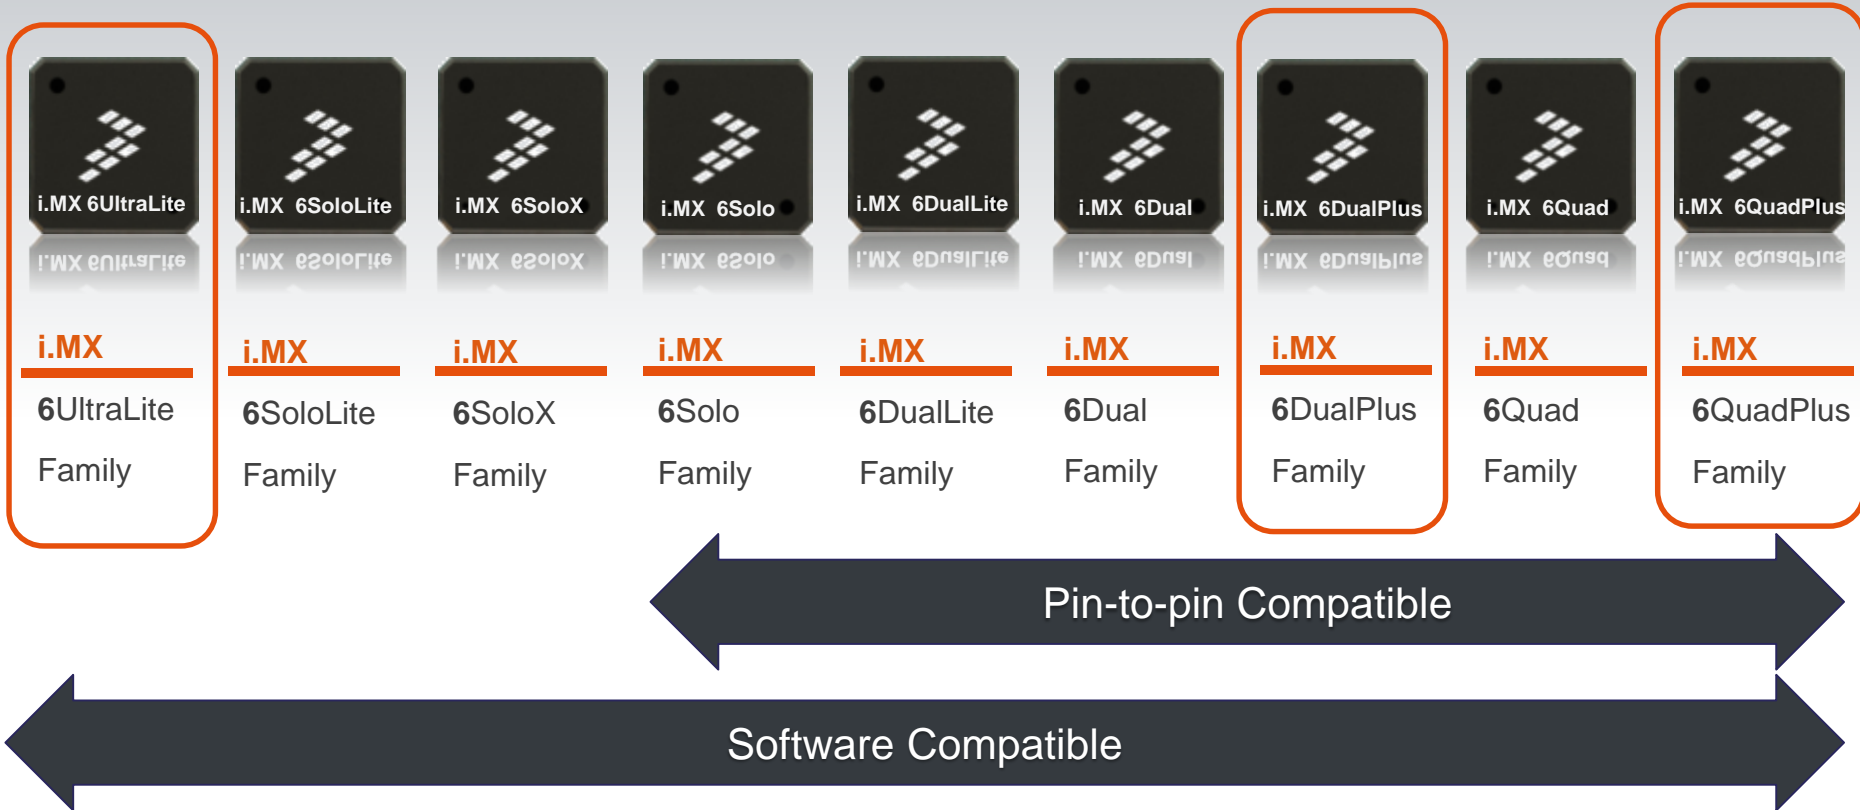 i.MX 6UltraLite
i.MX 6SoloLite
i.MX 6SoloX
i.MX 6Solo
i.MX 6DualLite
i.MX 6Dual
i.MX 6DualPlus
i.MX 6Quad
i.MX 6QuadPlus
i.MX
6UltraLite
Family
i.MX
6SoloLite
Family
i.MX
6SoloX
Family
i.MX
6Solo
Family
i.MX
6DualLite
Family
i.MX
6Dual
Family
i.MX
6DualPlus
Family
i.MX
6Quad
Family
i.MX
6QuadPlus
Family
Pin-to-pin Compatible
Software Compatible